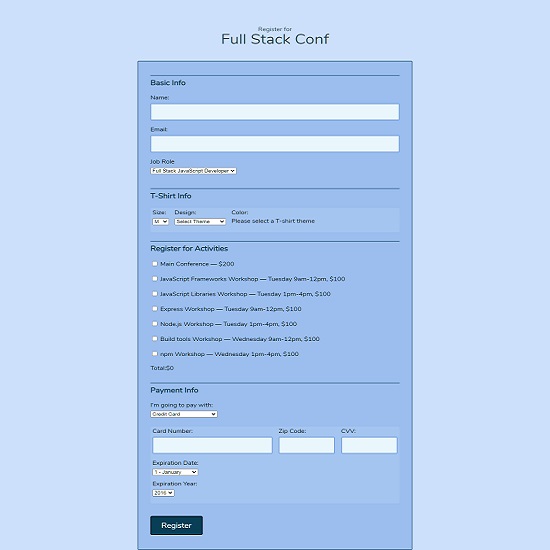 Register for
Full Stack Conf
Basic Info
Name:
Email:
Job Role
Full Stack JavaScript Developer
T-Shirt Info
Size: Design: Color:
M Select Theme Please select a T-shirt theme
Register for Activities
Main Conference — $200
JavaScript Frameworks Workshop — Tuesday 9am-12pm, $100
JavaScript Libraries Workshop — Tuesday 1pm-4pm, $100
Express Workshop — Tuesday 9am-12pm, $100
Node.js Workshop — Tuesday 1pm-4pm, $100
Build tools Workshop — Wednesday 9am-12pm, $100
npm Workshop — Wednesday 1pm-4pm, $100
Total:$0
Payment Info
I'm going to pay with:
Credit Card
Card Number: Zip Code: CVV:
Expiration Date:
1 - January
Expiration Year:
2016
Register